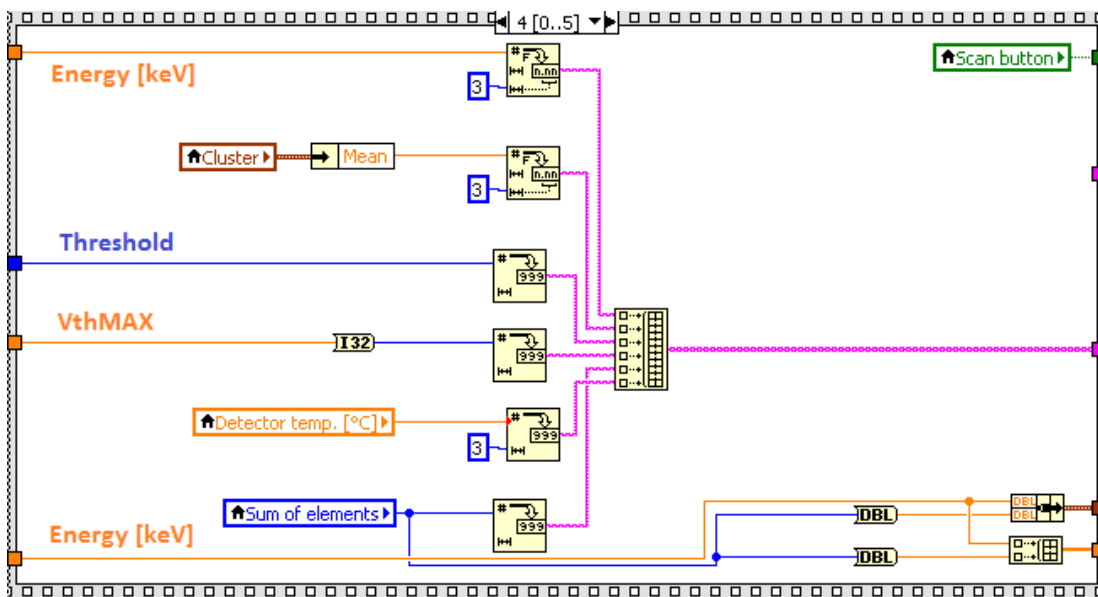 4 [0..5]
Energy [keV]
#
F
n.nn
3
Scan button
Cluster
Mean
#
F
n.nn
3
Threshold
#
999
VthMAX
I32
#
999
Detector temp. [°C]
#
999
3
Sum of elements
#
999
Energy [keV]
DBL
DBL
DBL
DBL